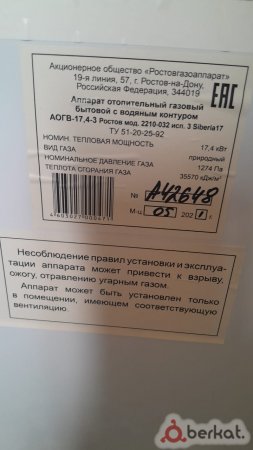 Акционерное общество «Ростовгазоаппарат»
19-я линия, 57, г. Ростов-на-Дону,
Российская Федерация, 344019
ЕАС
Аппарат отопительный газовый
бытовой с водяным контуром
АОГВ-17,4-3 Ростов мод. 2210-032 исп. 3 Siberia17
ТУ 51-20-25-92
НОМИН. ТЕПЛОВАЯ МОЩНОСТЬ 17,4 кВт
ВИД ГАЗА природный
НОМИНАЛЬНОЕ ДАВЛЕНИЕ ГАЗА 1274 Па
ТЕПЛОТА СГОРАНИЯ ГАЗА 35570 кДж/м³
№ А42648
М-ц 05 2021 г.
4603027000471
Несоблюдение правил установки и эксплуа-
тации аппарата может привести к взрыву,
ожогу, отравлению угарным газом.
Аппарат может быть установлен только
в помещении, имеющем соответствующую
вентиляцию
berkat.